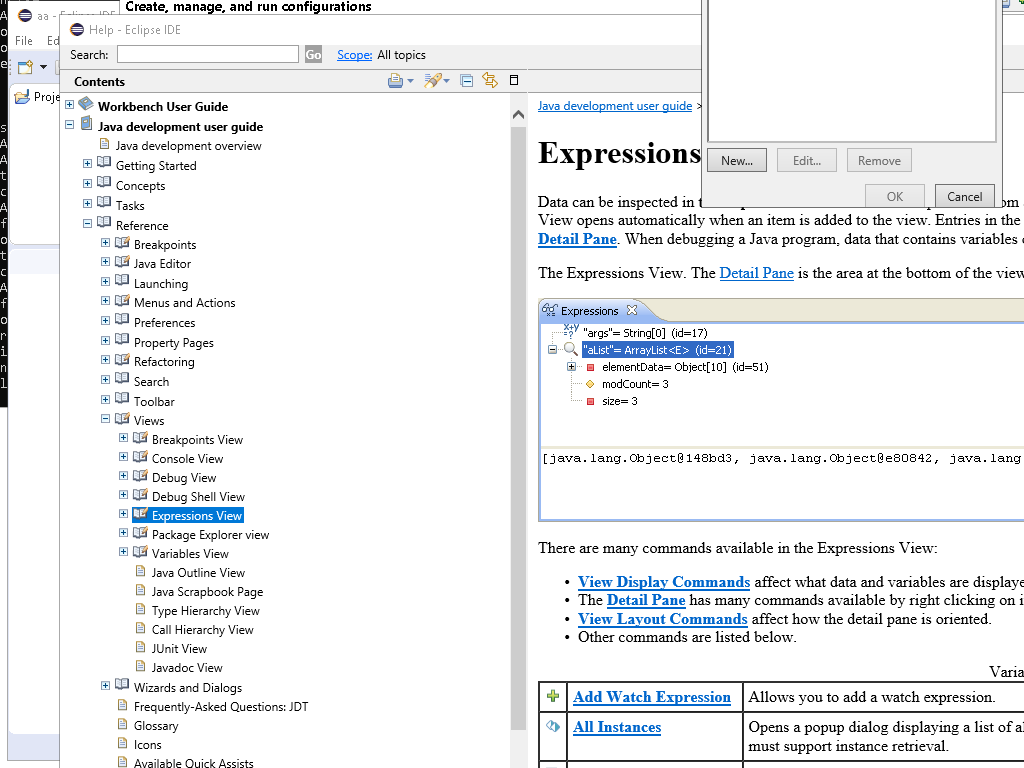 Create, manage, and run configurations
aa - Eclipse IDE
File Ed
Proje
Help - Eclipse IDE
Search:
Go
Scope: All topics
Contents
Workbench User Guide
Java development user guide
Java development overview
Getting Started
Concepts
Tasks
Reference
Breakpoints
Java Editor
Launching
Menus and Actions
Preferences
Property Pages
Refactoring
Search
Toolbar
Views
Breakpoints View
Console View
Debug View
Debug Shell View
Expressions View
Package Explorer view
Variables View
Java Outline View
Java Scrapbook Page
Type Hierarchy View
Call Hierarchy View
JUnit View
Javadoc View
Wizards and Dialogs
Frequently-Asked Questions: JDT
Glossary
Icons
Available Quick Assists
New... Edit... Remove
OK Cancel
Java development user guide >
Expressions
Data can be inspected in t
View opens automatically when an item is added to the view. Entries in the
Detail Pane. When debugging a Java program, data that contains variables
The Expressions View. The Detail Pane is the area at the bottom of the view
Expressions
"args"= String[0] (id=17)
"aList"= ArrayList<E> (id=21)
elementData= Object[10] (id=51)
modCount= 3
size= 3
[java.lang.Object@148bd3, java.lang.Object@e80842, java.lang
There are many commands available in the Expressions View:
• View Display Commands affect what data and variables are displaye
• The Detail Pane has many commands available by right clicking on i
• View Layout Commands affect how the detail pane is oriented.
• Other commands are listed below.
Varia
Add Watch Expression Allows you to add a watch expression.
All Instances Opens a popup dialog displaying a list of al
must support instance retrieval.